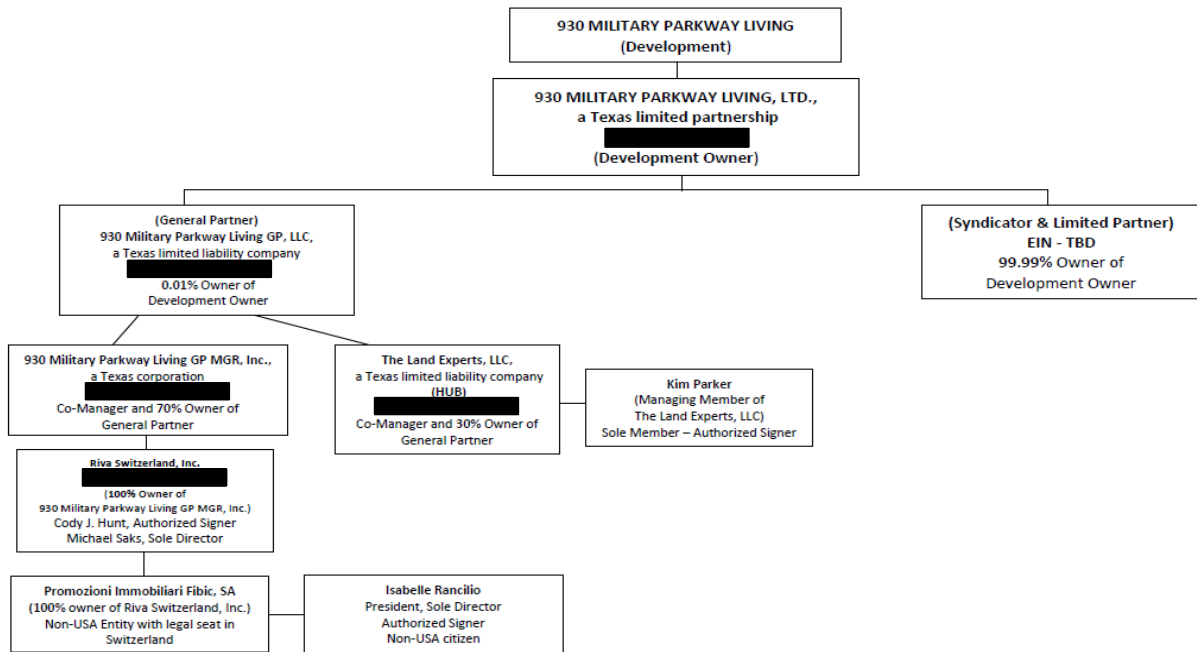 930 MILITARY PARKWAY LIVING
(Development)
930 MILITARY PARKWAY LIVING, LTD.,
a Texas limited partnership
(Development Owner)
(General Partner)
930 Military Parkway Living GP, LLC,
a Texas limited liability company
0.01% Owner of
Development Owner
(Syndicator & Limited Partner)
EIN - TBD
99.99% Owner of
Development Owner
930 Military Parkway Living GP MGR, Inc.,
a Texas corporation
Co-Manager and 70% Owner of
General Partner
The Land Experts, LLC,
a Texas limited liability company
(HUB)
Co-Manager and 30% Owner of
General Partner
Kim Parker
(Managing Member of
The Land Experts, LLC)
Sole Member – Authorized Signer
Riva Switzerland, Inc.
(100% Owner of
930 Military Parkway Living GP MGR, Inc.)
Cody J. Hunt, Authorized Signer
Michael Saks, Sole Director
Promozioni Immobiliari Fibic, SA
(100% owner of Riva Switzerland, Inc.)
Non-USA Entity with legal seat in
Switzerland
Isabelle Rancilio
President, Sole Director
Authorized Signer
Non-USA citizen